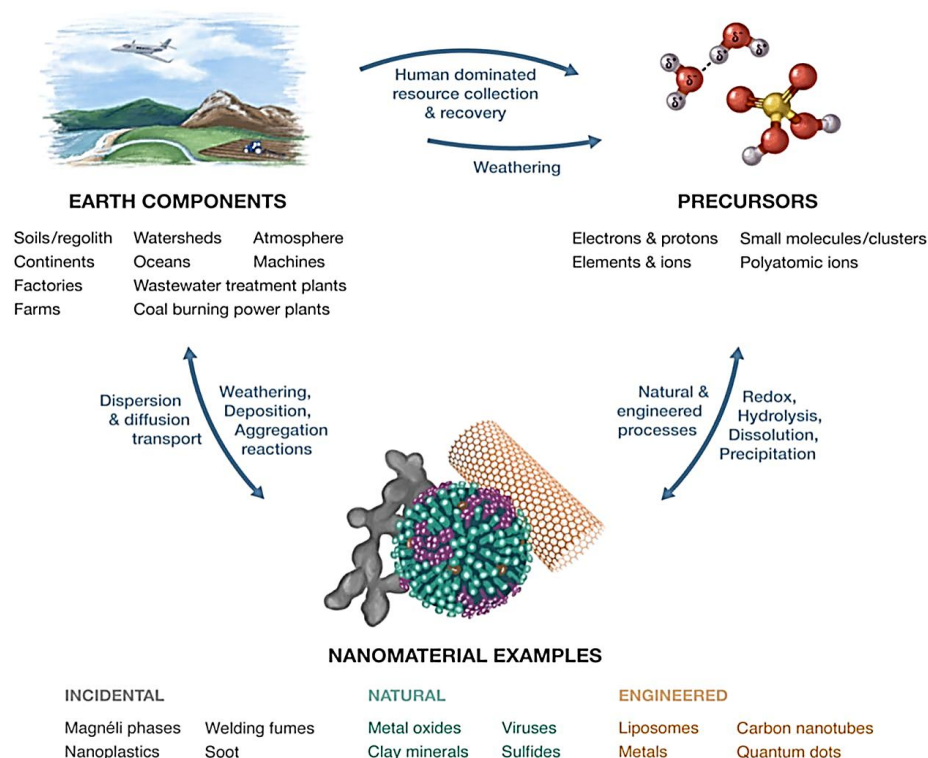 Human dominated
resource collection
& recovery
Weathering
δ-
δ+
δ+
δ+
δ-
δ+
EARTH COMPONENTS
Soils/regolith Watersheds Atmosphere
Continents Oceans Machines
Factories Wastewater treatment plants
Farms Coal burning power plants
PRECURSORS
Electrons & protons Small molecules/clusters
Elements & ions Polyatomic ions
Dispersion
& diffusion
transport
Weathering,
Deposition,
Aggregation
reactions
Natural &
engineered
processes
Redox,
Hydrolysis,
Dissolution,
Precipitation
NANOMATERIAL EXAMPLES
INCIDENTAL
Magnéli phases Welding fumes
Nanoplastics Soot
NATURAL
Metal oxides Viruses
Clay minerals Sulfides
ENGINEERED
Liposomes Carbon nanotubes
Metals Quantum dots